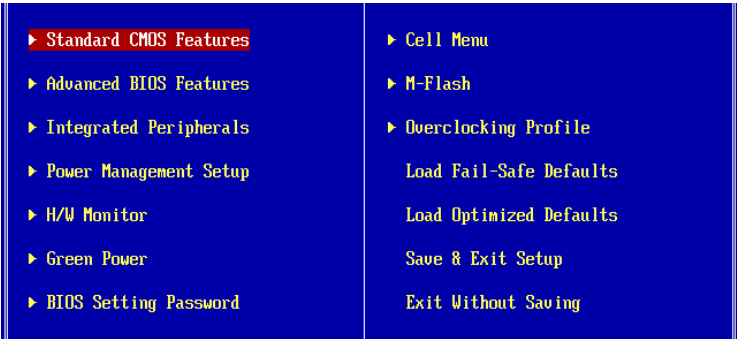 Standard CMOS Features
Advanced BIOS Features
Integrated Peripherals
Power Management Setup
H/W Monitor
Green Power
BIOS Setting Password
Cell Menu
M-Flash
Overclocking Profile
Load Fail-Safe Defaults
Load Optimized Defaults
Save & Exit Setup
Exit Without Saving